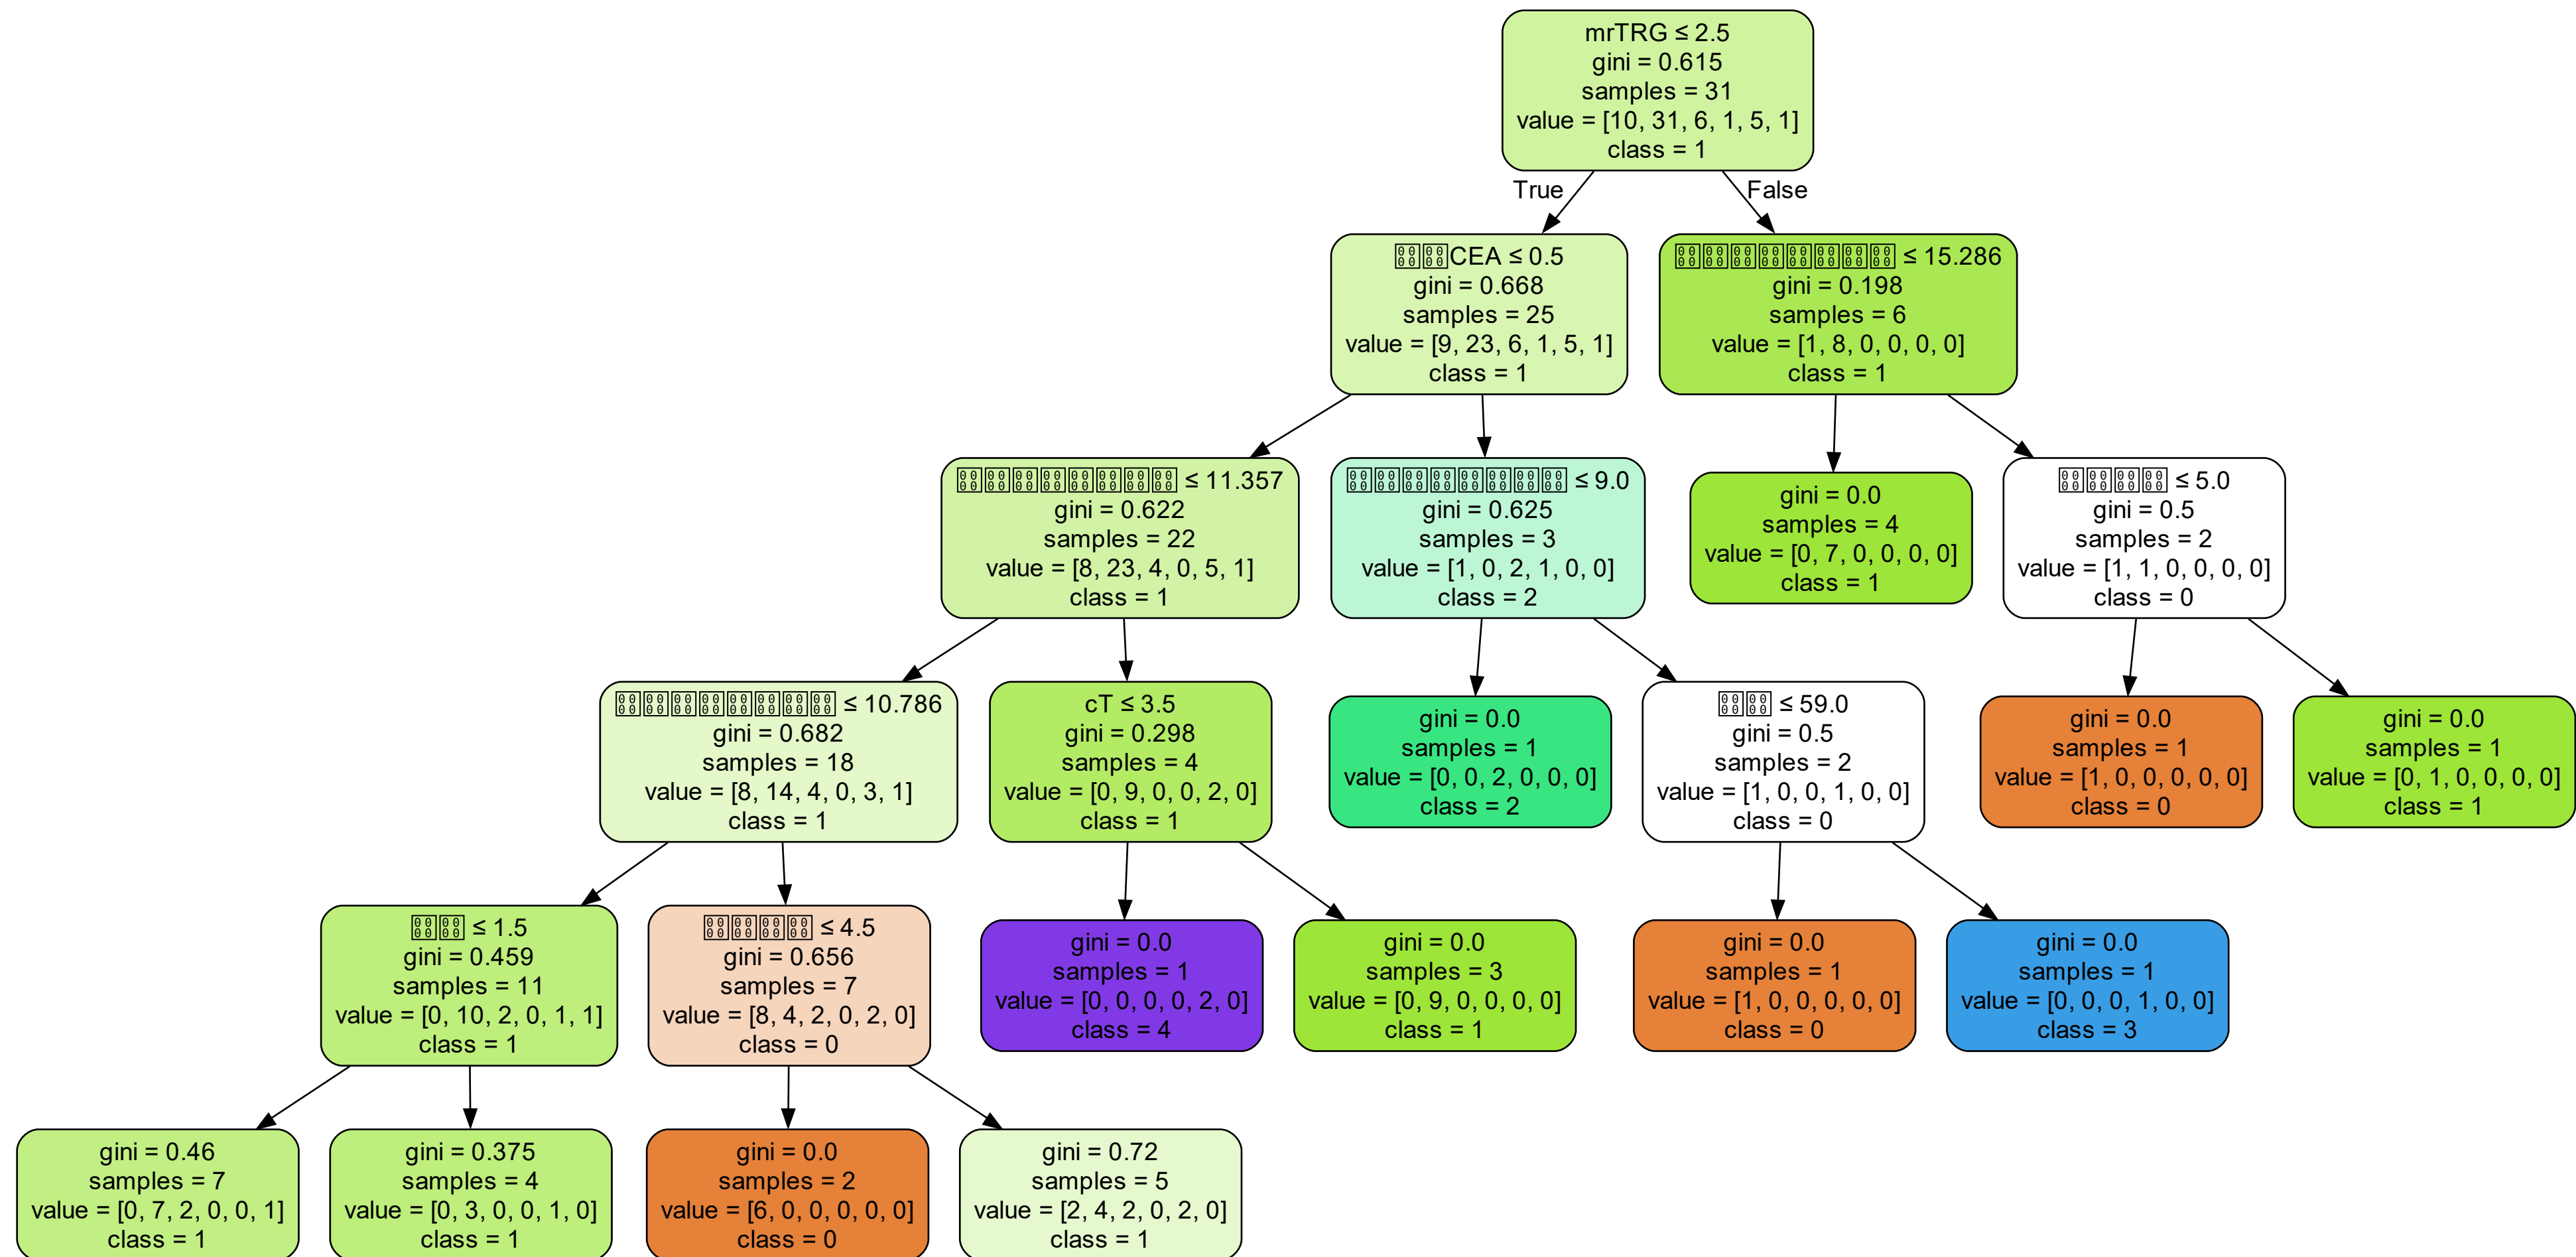 mrTRG ≤ 2.5
gini = 0.615
samples = 31
value = [10, 31, 6, 1, 5, 1]
class = 1
True
False
CEA ≤ 0.5
gini = 0.668
samples = 25
value = [9, 23, 6, 1, 5, 1]
class = 1
≤ 15.286
gini = 0.198
samples = 6
value = [1, 8, 0, 0, 0, 0]
class = 1
≤ 11.357
gini = 0.622
samples = 22
value = [8, 23, 4, 0, 5, 1]
class = 1
≤ 9.0
gini = 0.625
samples = 3
value = [1, 0, 2, 1, 0, 0]
class = 2
gini = 0.0
samples = 4
value = [0, 7, 0, 0, 0, 0]
class = 1
≤ 5.0
gini = 0.5
samples = 2
value = [1, 1, 0, 0, 0, 0]
class = 0
≤ 10.786
gini = 0.682
samples = 18
value = [8, 14, 4, 0, 3, 1]
class = 1
cT ≤ 3.5
gini = 0.298
samples = 4
value = [0, 9, 0, 0, 2, 0]
class = 1
gini = 0.0
samples = 1
value = [0, 0, 2, 0, 0, 0]
class = 2
≤ 59.0
gini = 0.5
samples = 2
value = [1, 0, 0, 1, 0, 0]
class = 0
gini = 0.0
samples = 1
value = [1, 0, 0, 0, 0, 0]
class = 0
gini = 0.0
samples = 1
value = [0, 1, 0, 0, 0, 0]
class = 1
≤ 1.5
gini = 0.459
samples = 11
value = [0, 10, 2, 0, 1, 1]
class = 1
≤ 4.5
gini = 0.656
samples = 7
value = [8, 4, 2, 0, 2, 0]
class = 0
gini = 0.0
samples = 1
value = [0, 0, 0, 0, 2, 0]
class = 4
gini = 0.0
samples = 3
value = [0, 9, 0, 0, 0, 0]
class = 1
gini = 0.0
samples = 1
value = [1, 0, 0, 0, 0, 0]
class = 0
gini = 0.0
samples = 1
value = [0, 0, 0, 1, 0, 0]
class = 3
gini = 0.46
samples = 7
value = [0, 7, 2, 0, 0, 1]
class = 1
gini = 0.375
samples = 4
value = [0, 3, 0, 0, 1, 0]
class = 1
gini = 0.0
samples = 2
value = [6, 0, 0, 0, 0, 0]
class = 0
gini = 0.72
samples = 5
value = [2, 4, 2, 0, 2, 0]
class = 1